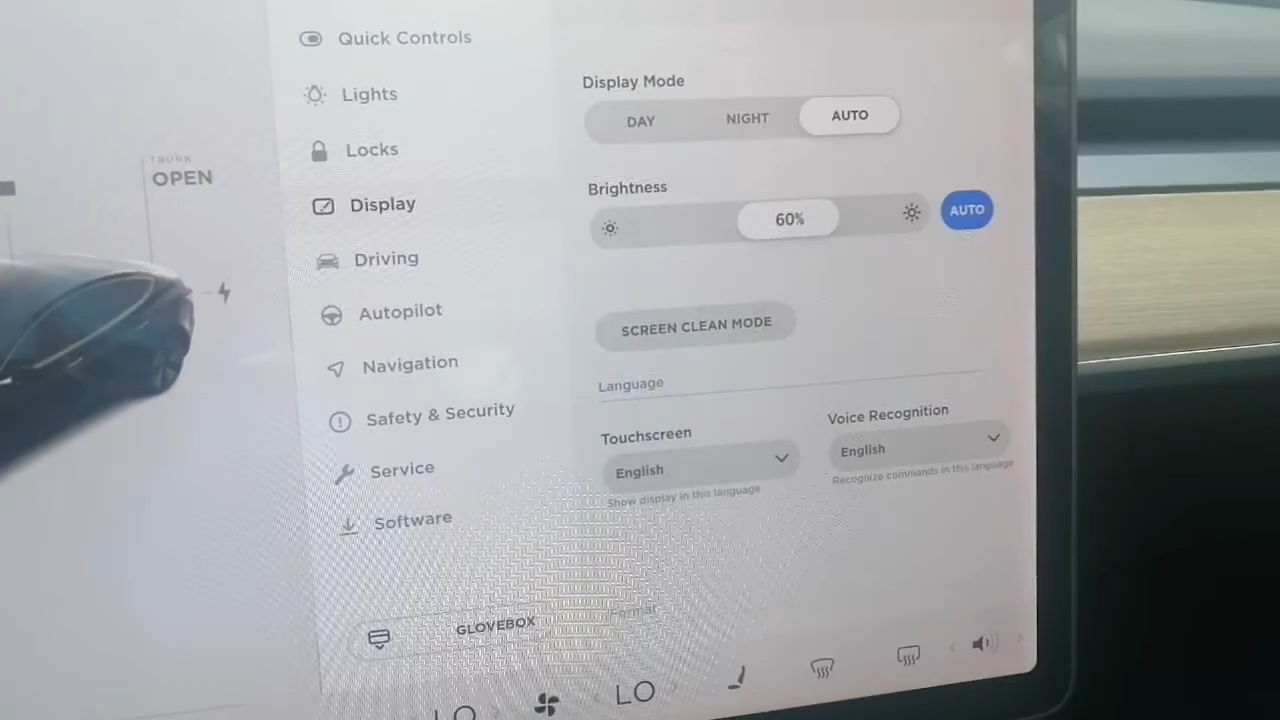 Quick Controls
Lights
Locks
Display
Driving
Autopilot
Navigation
Safety & Security
Service
Software
GLOVEBOX
TRUNK
OPEN
Display Mode
DAY NIGHT AUTO
Brightness
60% AUTO
SCREEN CLEAN MODE
Language
Touchscreen
English
Show display in this language
Voice Recognition
English
Recognize commands in this language
Format
LO LO